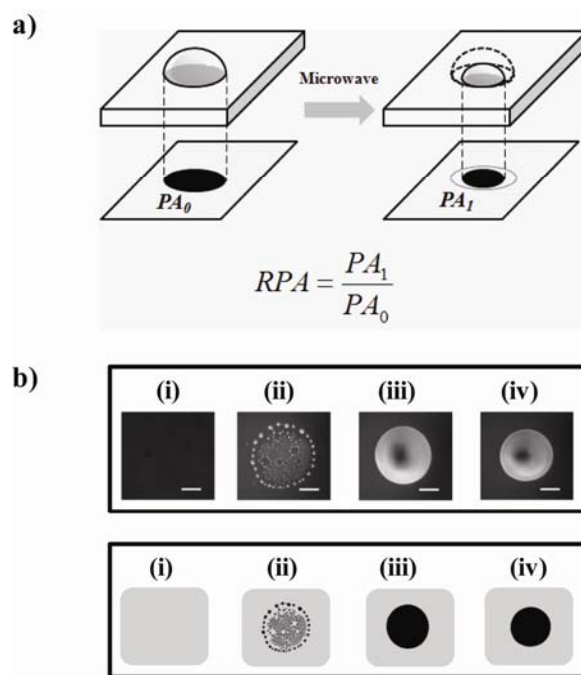 a)
Microwave
PA₀ PA₁
RPA = PA₁ / PA₀
b)
(i) (ii) (iii) (iv)
(i) (ii) (iii) (iv)